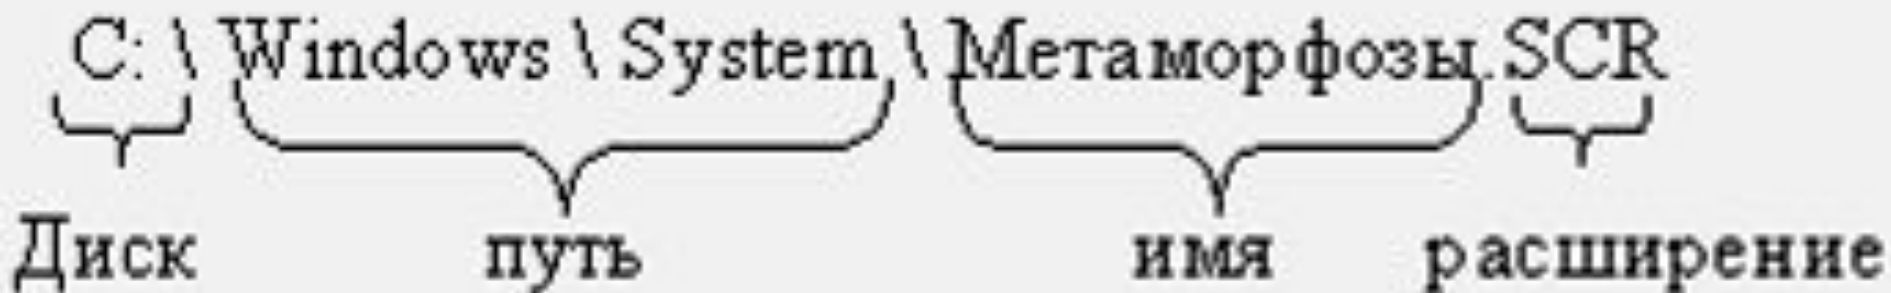 C:\Windows\System\Метаморфозы.SCR
Диск путь имя расширение